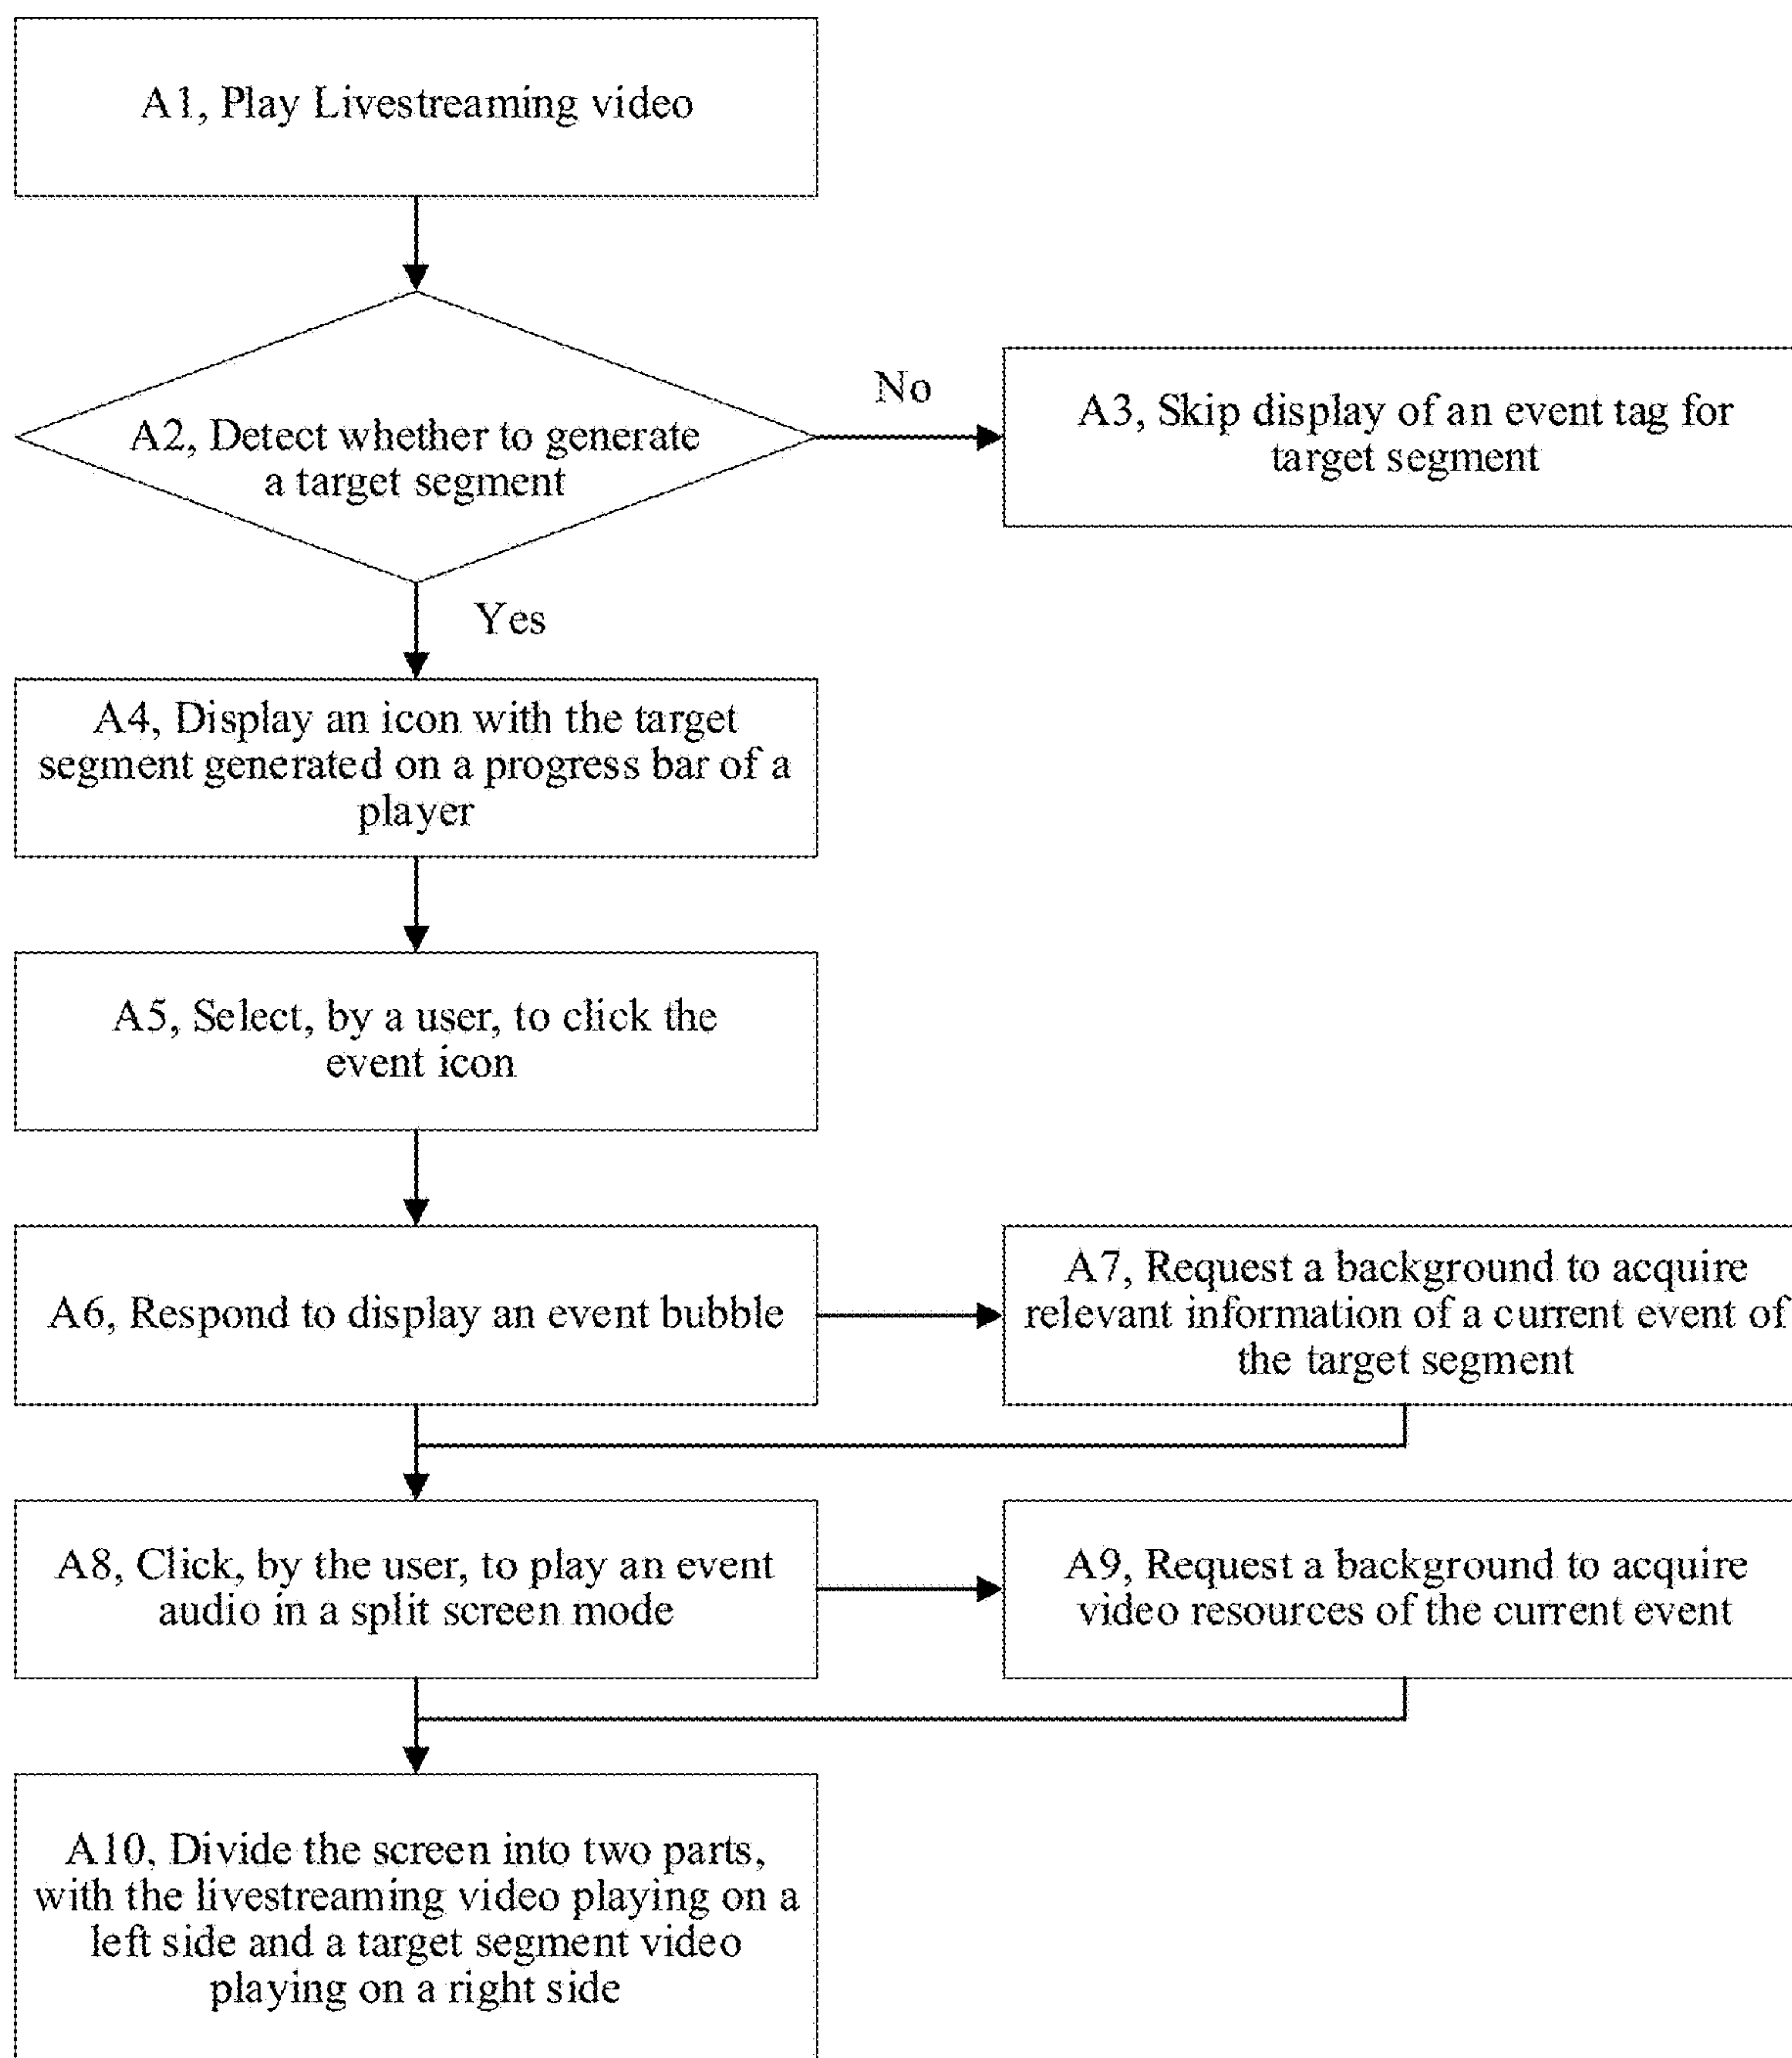 A1, Play Livestreaming video
A2, Detect whether to generate
a target segment
No
A3, Skip display of an event tag for
target segment
Yes
A4, Display an icon with the target
segment generated on a progress bar of a
player
A5, Select, by a user, to click the
event icon
A6, Respond to display an event bubble
A7, Request a background to acquire
relevant information of a current event of
the target segment
A8, Click, by the user, to play an event
audio in a split screen mode
A9, Request a background to acquire
video resources of the current event
A10, Divide the screen into two parts,
with the livestreaming video playing on a
left side and a target segment video
playing on a right side